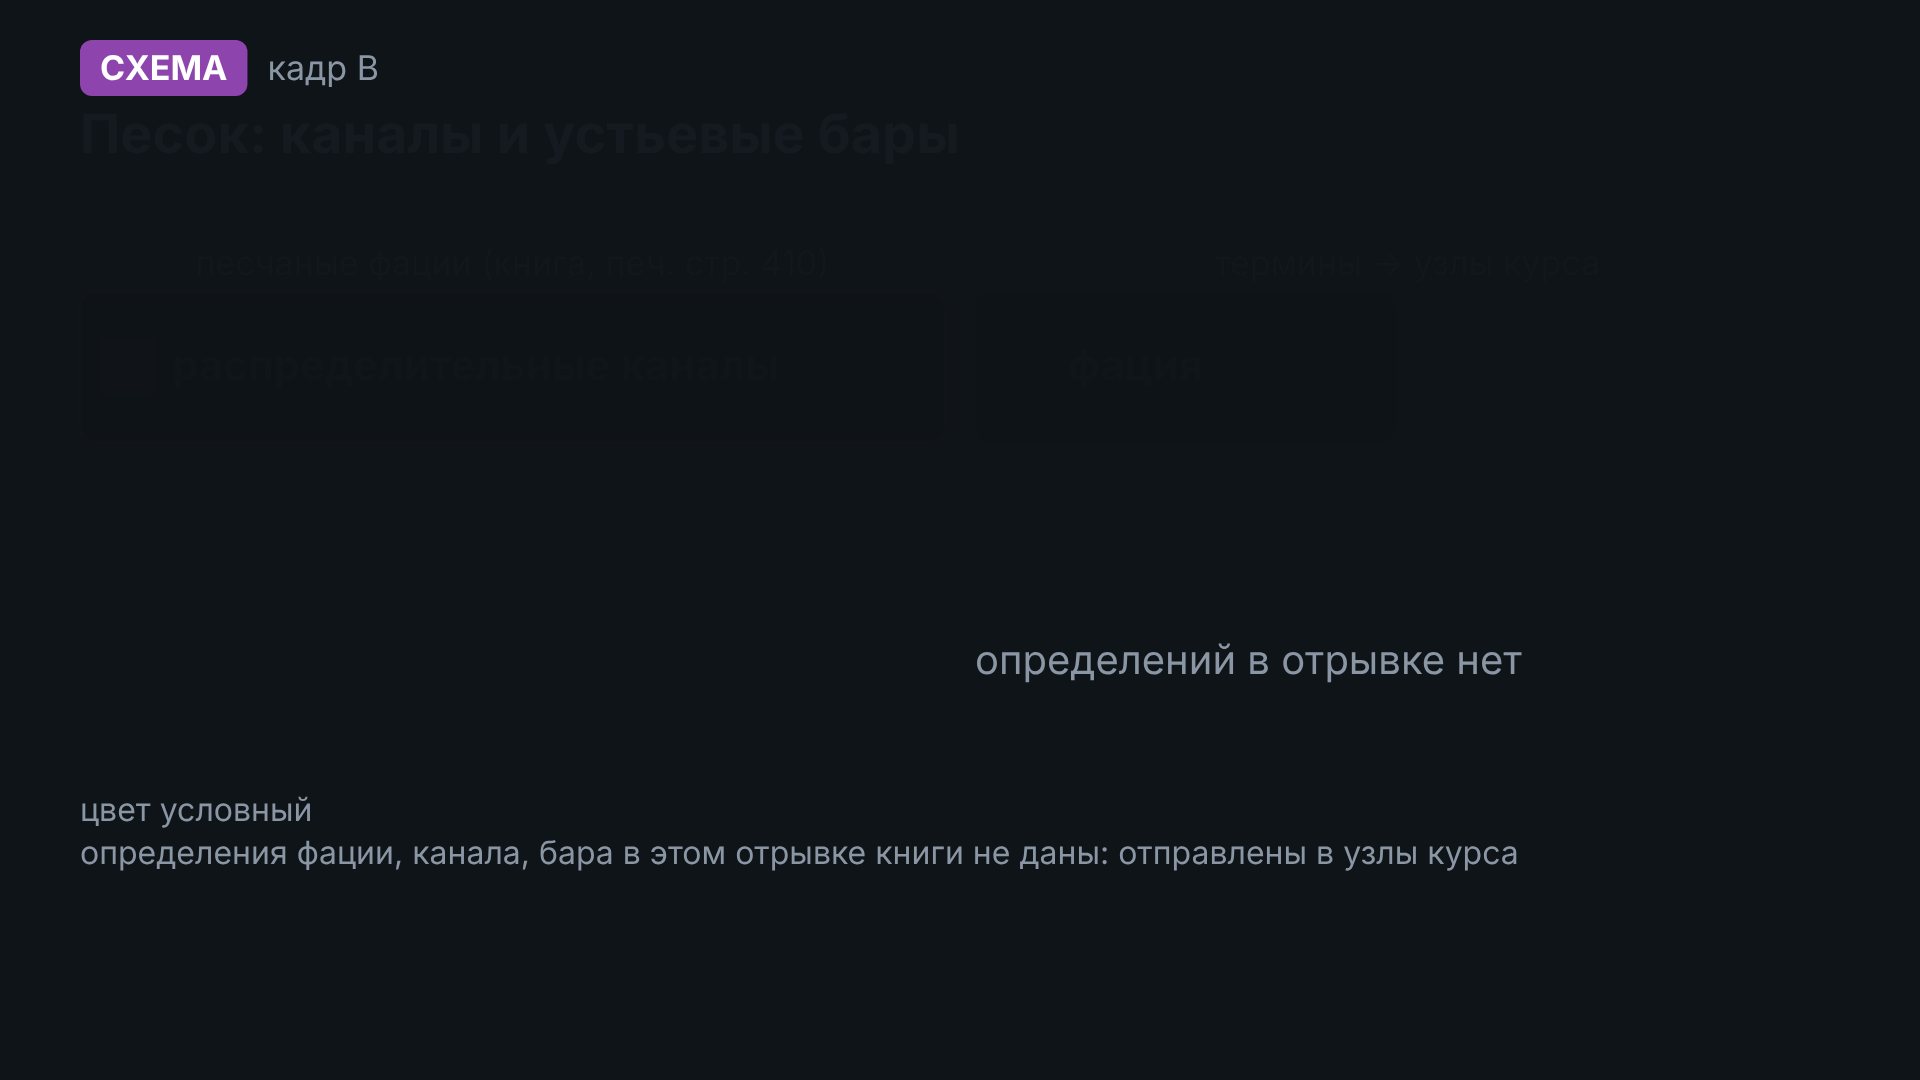 СХЕМА кадр В
Песок: каналы и устьевые бары
песчаные фации (книга, печ. стр. 410)
термины → узлы курса
распределительные каналы
фация
определений в отрывке нет
цвет условный
определения фации, канала, бара в этом отрывке книги не даны: отправлены в узлы курса